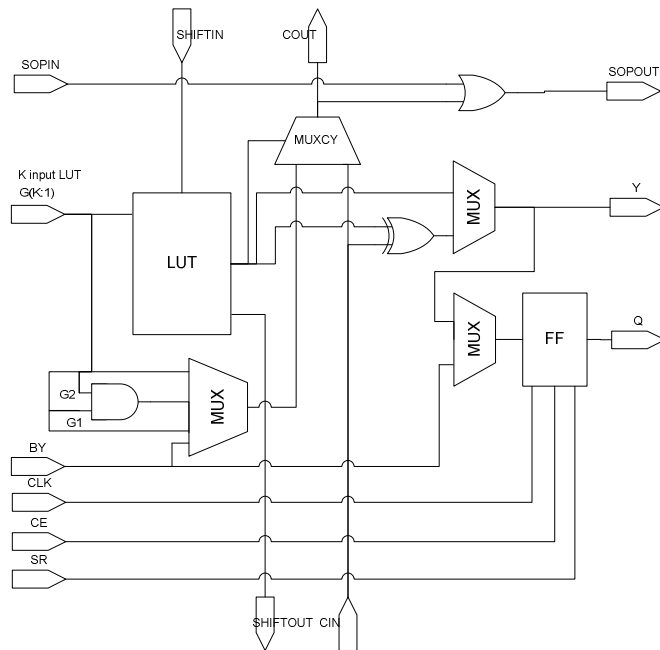 SHIFTIN
COUT
SOPIN
SOPOUT
MUXCY
K input LUT
G(K:1)
MUX
Y
LUT
MUX
FF
Q
G2
G1
MUX
BY
CLK
CE
SR
SHIFTOUT
CIN